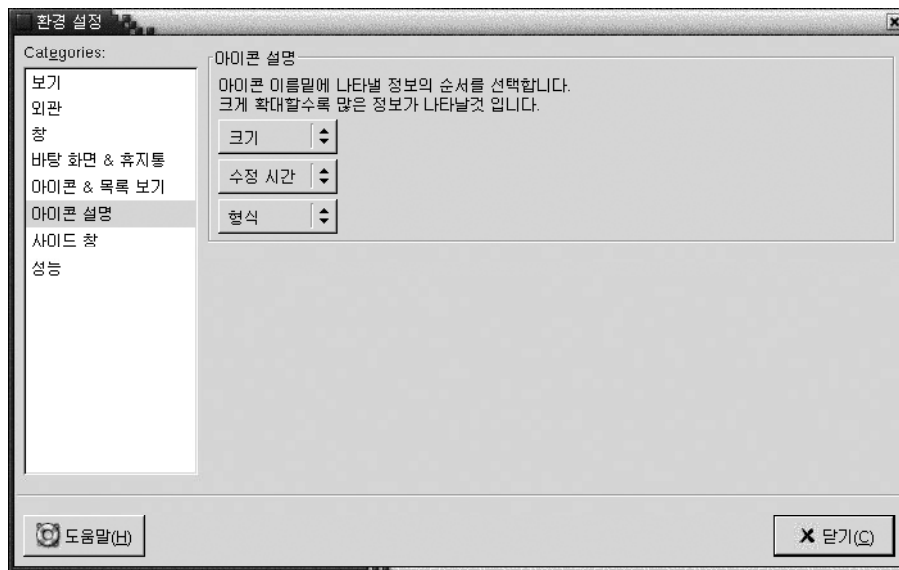 환경 설정
Categories:
보기
외관
창
바탕 화면 & 휴지통
아이콘 & 목록 보기
아이콘 설명
사이드 창
성능
아이콘 설명
아이콘 이름밑에 나타낼 정보의 순서를 선택합니다.
크게 확대할수록 많은 정보가 나타날것 입니다.
크기
수정 시간
형식
도움말(H)
닫기(C)